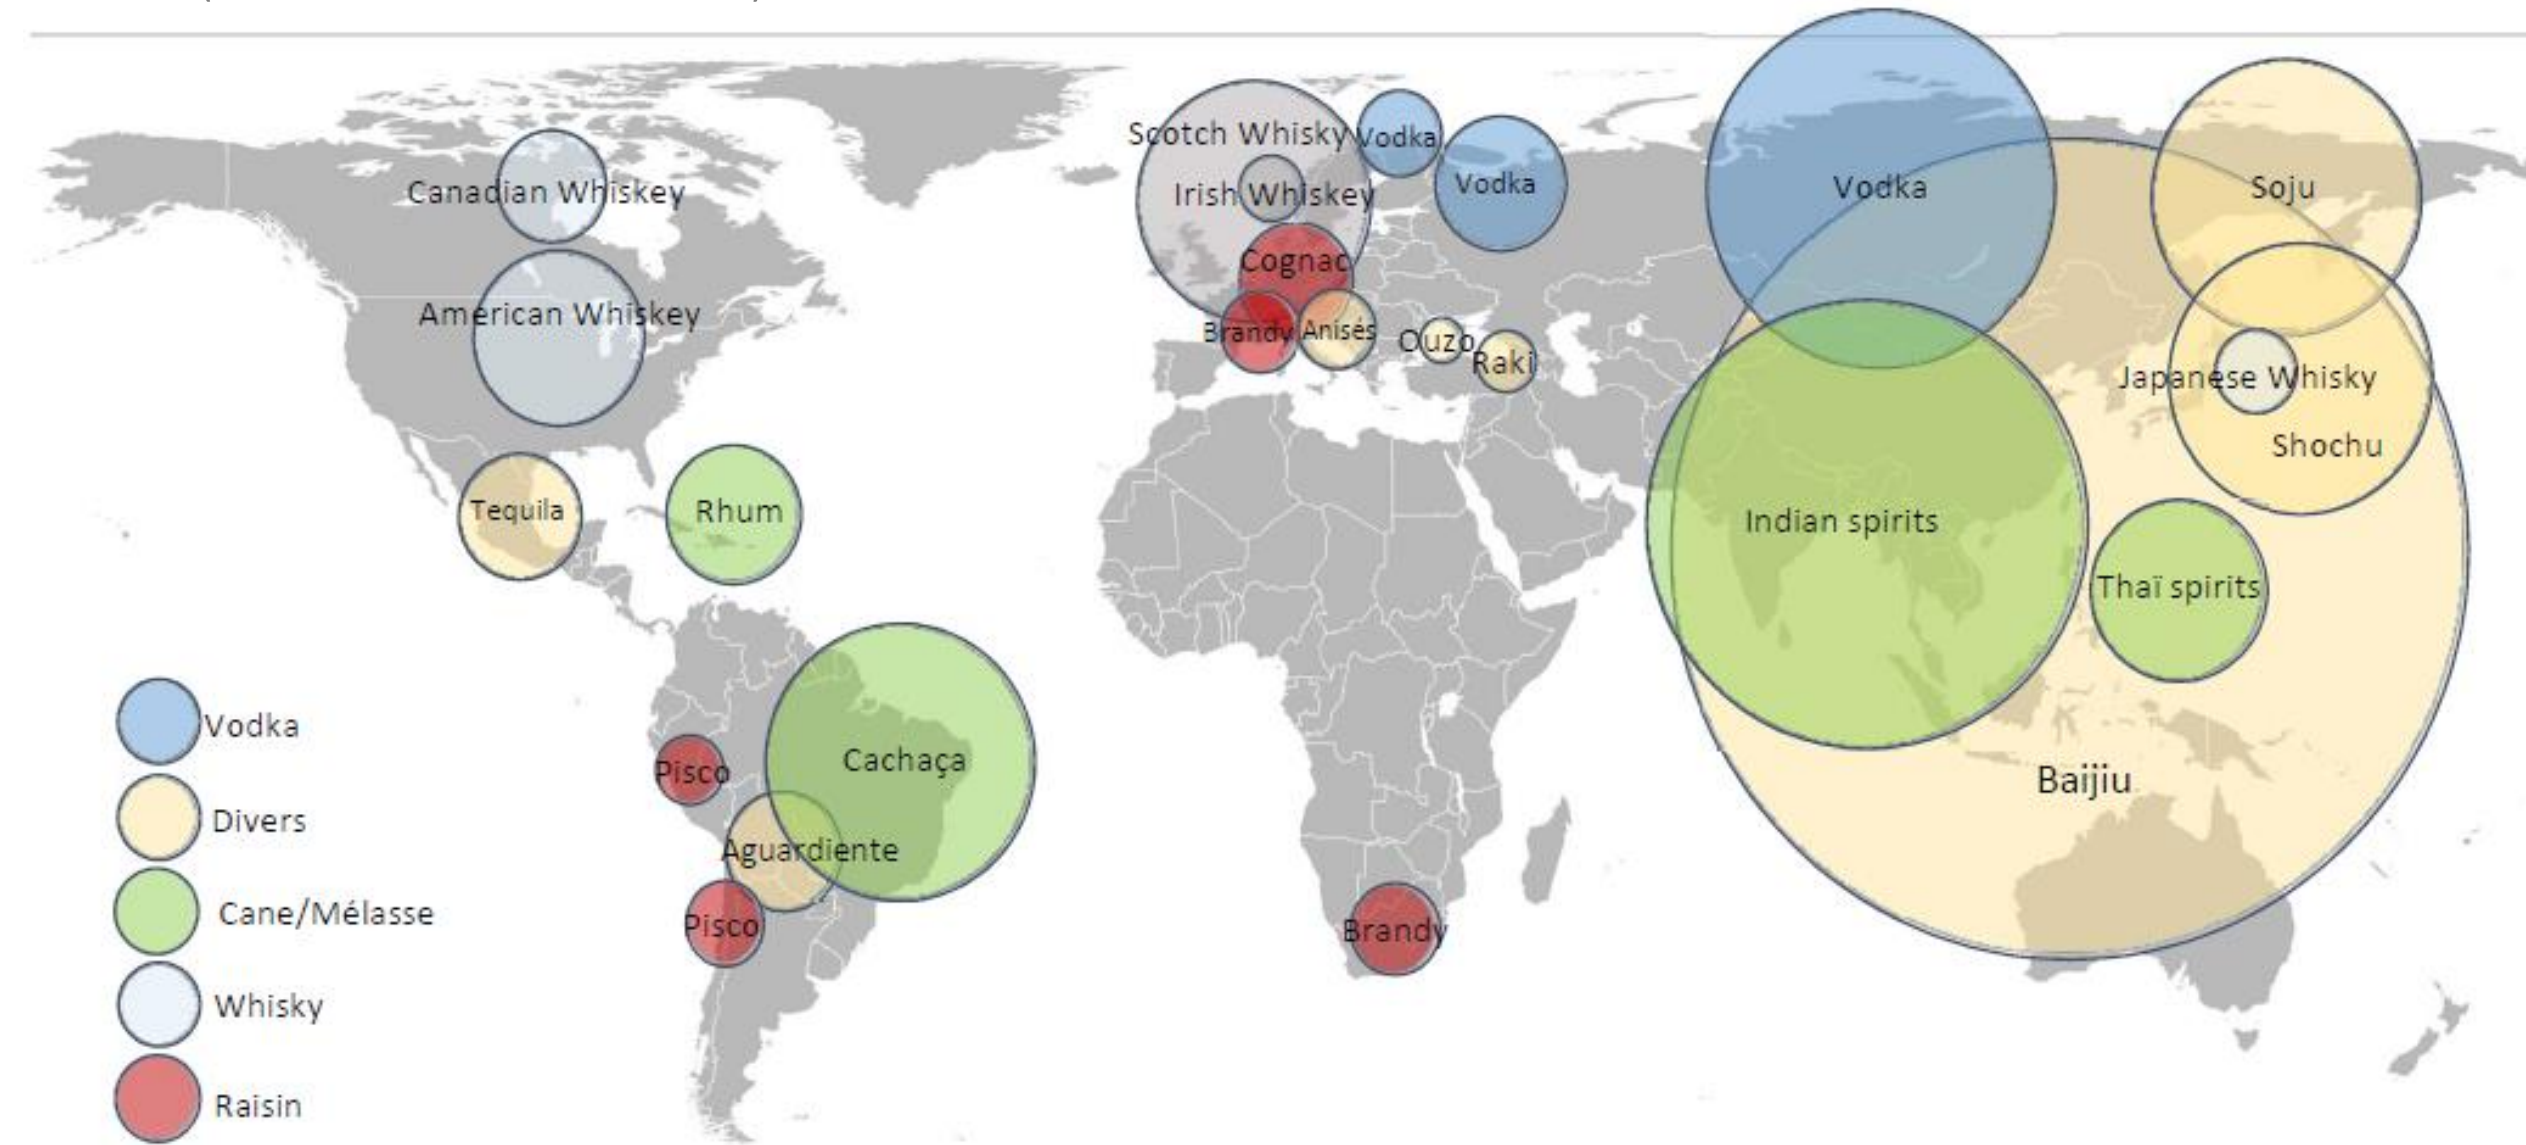 Scotch Whisky
Vodka
Vodka
Vodka
Soju
Canadian Whiskey
Irish Whiskey
Cognac
American Whiskey
Brandy
Anisés
Ouzo
Raki
Japanese Whisky
Shochu
Tequila
Rhum
Indian spirits
Thaï spirits
Pisco
Cachaça
Baijiu
Aguardiente
Pisco
Brandy
Vodka
Divers
Cane/Mélasse
Whisky
Raisin